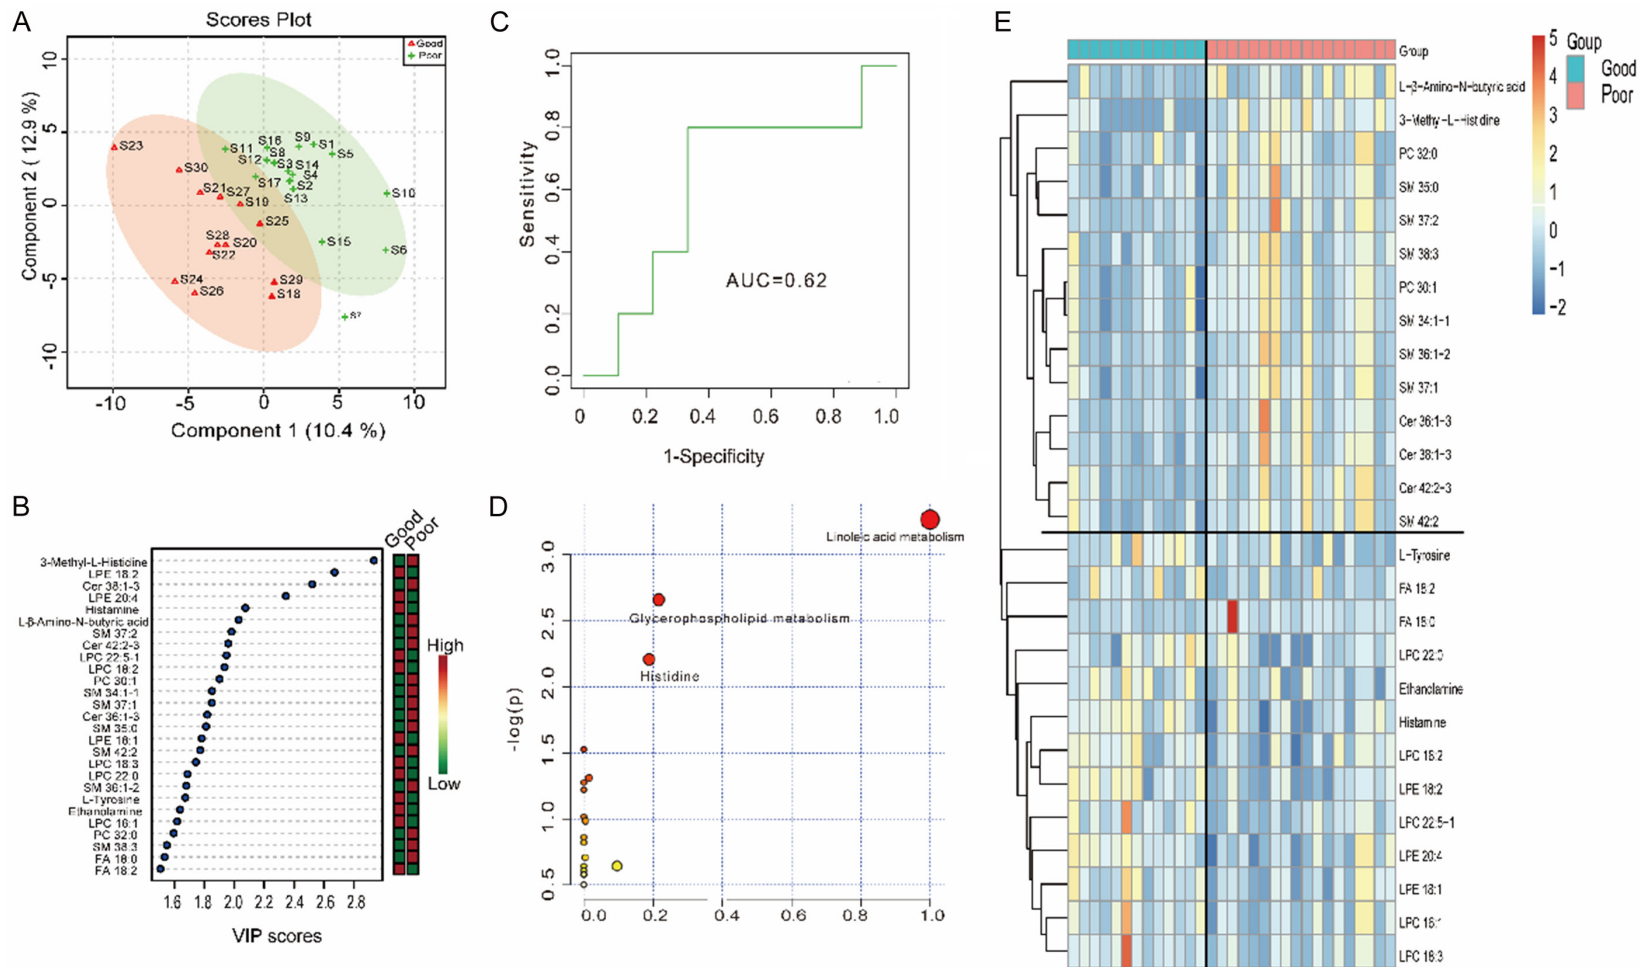 A
Scores Plot
Good
Poor
Component 2 ( 12.9 %)
10
5
0
-5
-10
S23
S30
S21
S27
S19
S25
S28
S20
S22
S24
S26
S29
S18
S11
S16
S9
S1
S12
S8
S5
S3
S14
S4
S17
S2
S13
S10
S15
S6
S7
-10
-5
0
5
10
Component 1 (10.4 %)
B
Good
Poor
3-Methyl-L-Histidine
LPE 18:2
Cer 38:1-3
LPE 20:4
Histamine
L-β-Amino-N-butyric acid
SM 37:2
Cer 42:2-3
LPC 22:5-1
LPC 18:2
PC 30:1
SM 34:1-1
SM 37:1
Cer 36:1-3
SM 35:0
LPE 18:1
SM 42:2
LPC 18:3
LPC 22:0
SM 36:1-2
L-Tyrosine
Ethanolamine
LPC 16:1
PC 32:0
SM 38:3
FA 18:0
FA 18:2
High
Low
1.6
1.8
2.0
2.2
2.4
2.6
2.8
VIP scores
C
Sensitivity
1.0
0.8
0.6
0.4
0.2
0.0
AUC=0.62
0
0.2
0.4
0.6
0.8
1.0
1-Specificity
D
-log(p)
3.0
2.5
2.0
1.5
1.0
0.5
Linoleic acid metabolism
Glycerophospholipid metabolism
Histidine
0.0
0.2
0.4
0.6
0.8
1.0
E
Group
L-β-Amino-N-butyric acid
3-Methyl-L-Histidine
PC 32:0
SM 35:0
SM 37:2
SM 38:3
PC 30:1
SM 34:1-1
SM 36:1-2
SM 37:1
Cer 36:1-3
Cer 38:1-3
Cer 42:2-3
SM 42:2
L-Tyrosine
FA 18:2
FA 18:0
LPC 22:0
Ethanolamine
Histamine
LPC 18:2
LPE 18:2
LPC 22:5-1
LPE 20:4
LPE 18:1
LPC 16:1
LPC 18:3
5
4
3
2
1
0
-1
-2
Goup
Good
Poor